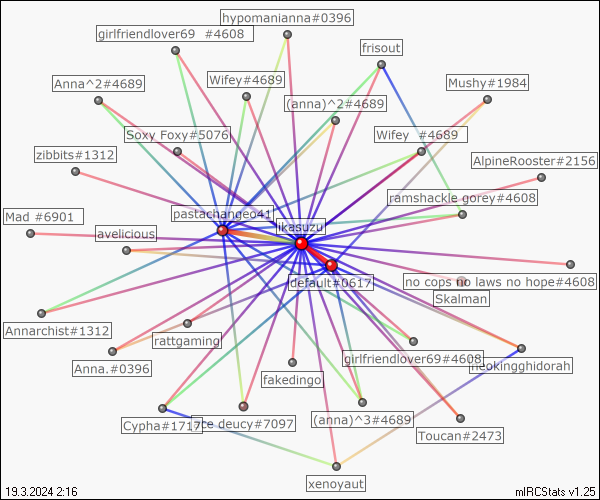 hypomanianna#0396
girlfriendlover69 #4608
frisout
Anna^2#4689
Wifey#4689
Mushy#1984
(anna)^2#4689
Soxy Foxy#5076
Wifey #4689
zibbits#1312
AlpineRooster#2156
ramshackle gorey#4608
pastachangeo41
Mad #6901
ikasuzu
avelicious
default#0617
no cops no laws no hope#4608
Skalman
Annarchist#1312
rattgaming
girlfriendlover69#4608
neokingghidorah
Anna.#0396
fakedingo
Cypha#1717
ce deucy#7097
(anna)^3#4689
Toucan#2473
xenoyaut
19.3.2024 2:16
mIRCStats v1.25